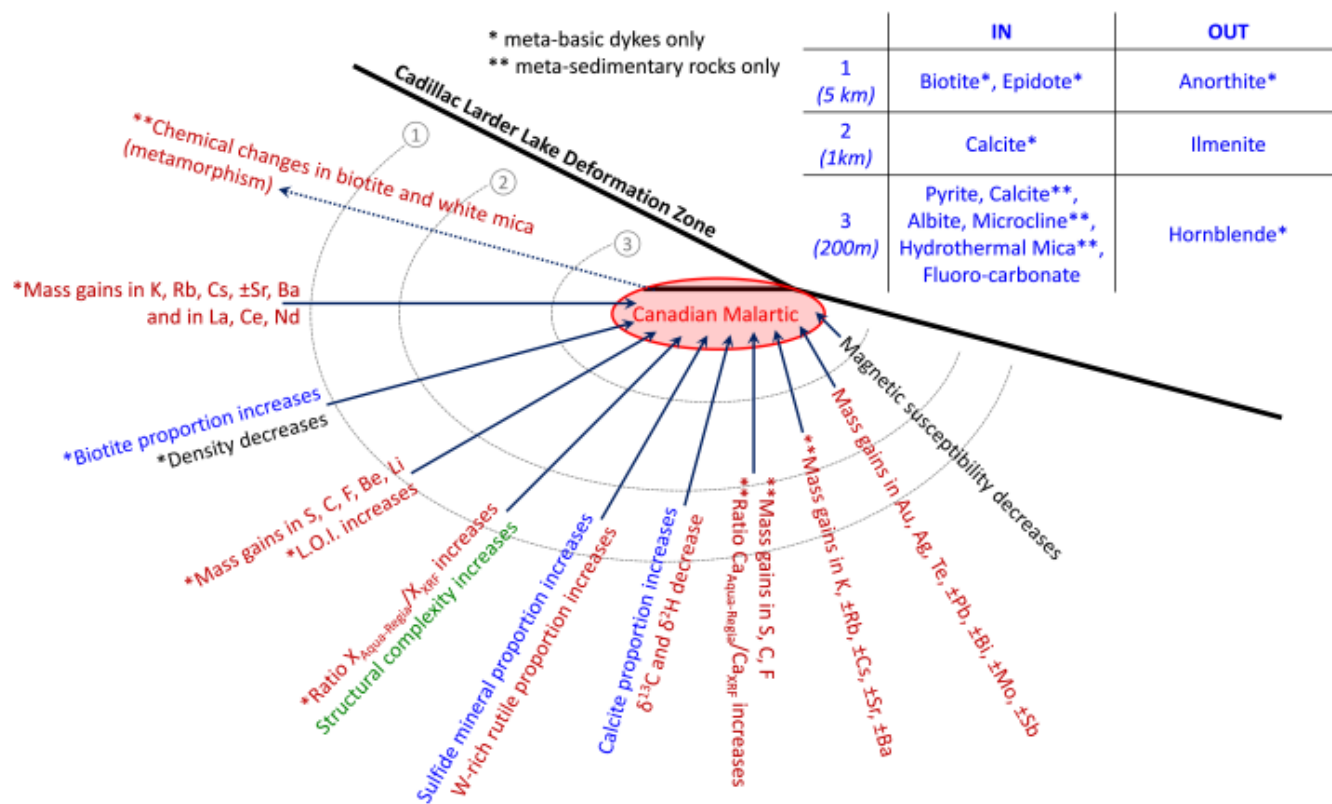 * meta-basic dykes only
** meta-sedimentary rocks only
IN
OUT
1
(5 km)
Biotite*, Epidote*
Anorthite*
2
(1km)
Calcite*
Ilmenite
3
(200m)
Pyrite, Calcite**,
Albite, Microcline**,
Hydrothermal Mica**,
Fluoro-carbonate
Hornblende*
Cadillac Larder Lake Deformation Zone
1
2
3
**Chemical changes in biotite and white mica
(metamorphism)
*Mass gains in K, Rb, Cs, ±Sr, Ba
and in La, Ce, Nd
Canadian Malartic
*Biotite proportion increases
*Density decreases
*Mass gains in S, C, F, Be, Li
*L.O.I. increases
*Ratio X_Aqua-Regia/X_XRF increases
Structural complexity increases
Sulfide mineral proportion increases
W-rich rutile proportion increases
Calcite proportion increases
δ¹³C and δ²H decrease
**Mass gains in S, C, F
**Ratio Ca_Aqua-Regia/Ca_XRF increases
**Mass gains in K, ±Rb, ±Cs, ±Sr, ±Ba
Mass gains in Au, Ag, Te, ±Pb, ±Bi, ±Mo, ±Sb
Magnetic susceptibility decreases